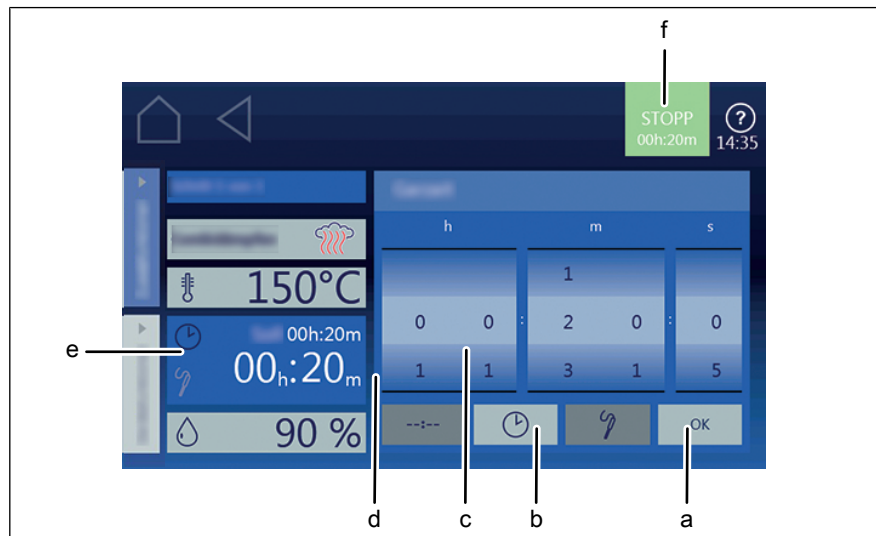 f
STOPP
00h:20m
?
14:35
h m s
150°C
1
00h:20m
0 0 : 2 0 : 0
e
00h:20m
1 1 3 1 5
90 %
--:--
OK
d c b a